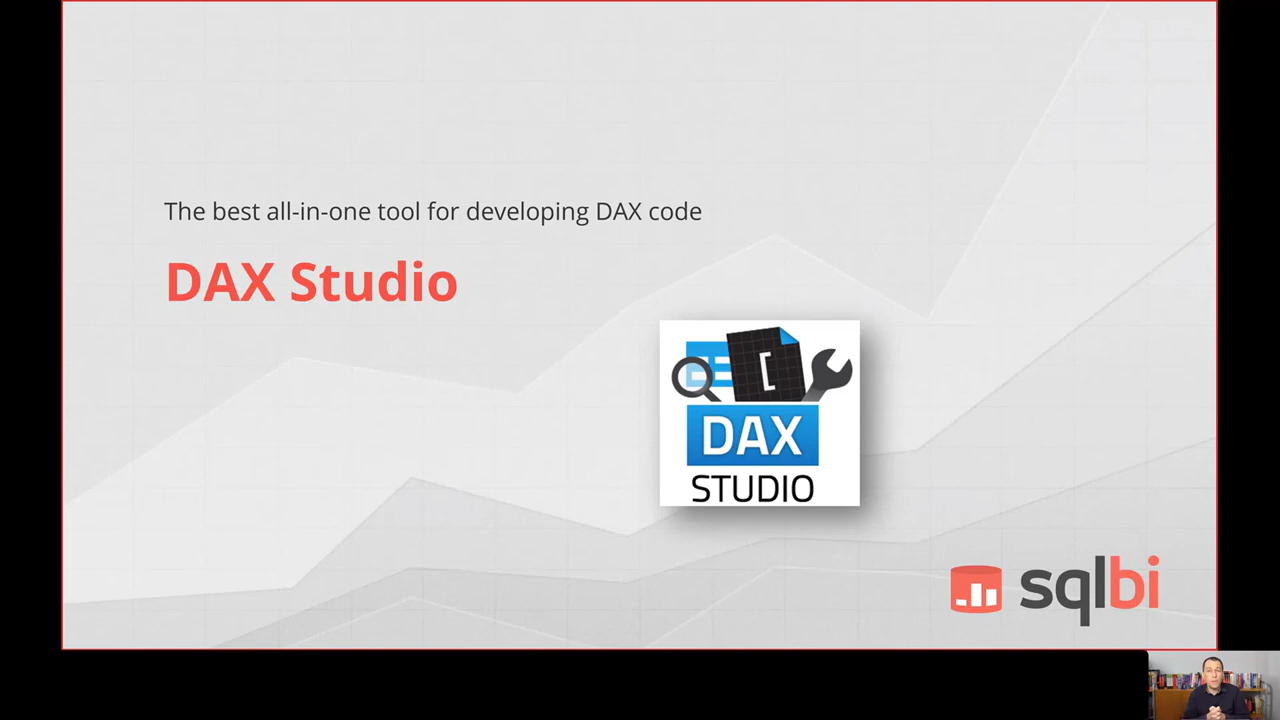 The best all-in-one tool for developing DAX code
DAX Studio
[
DAX
STUDIO
sqlbi